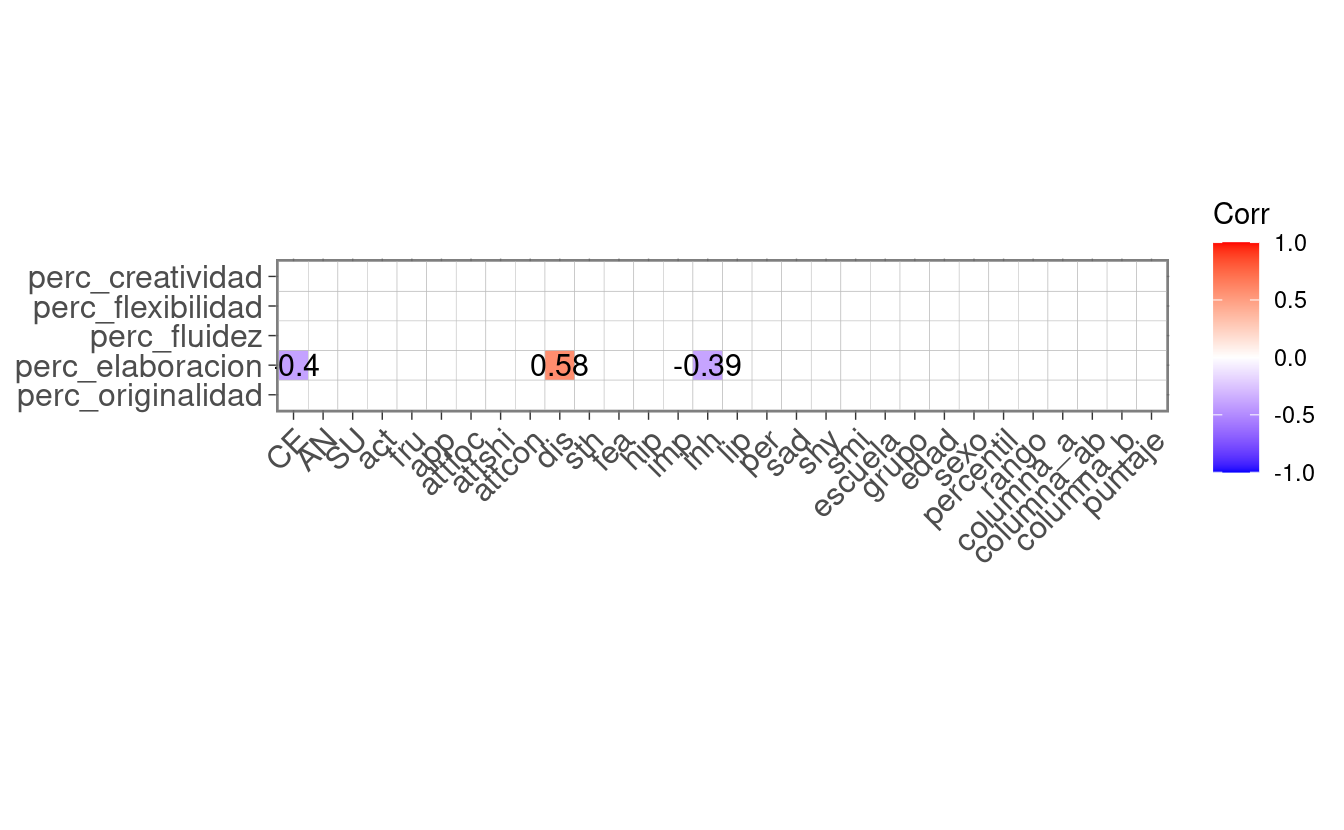 Corr
1.0
0.5
0.0
-0.5
-1.0
perc_creatividad
perc_flexibilidad
perc_fluidez
perc_elaboracion
perc_originalidad
-0.4
0.58
-0.39
CE
AN
SU
act
fru
app
attfoc
attshi
attcon
dis
sth
fea
hip
imp
inh
lip
per
sad
shy
smi
escuela
grupo
edad
sexo
percentil
rango
columna_a
columna_ab
columna_b
puntaje